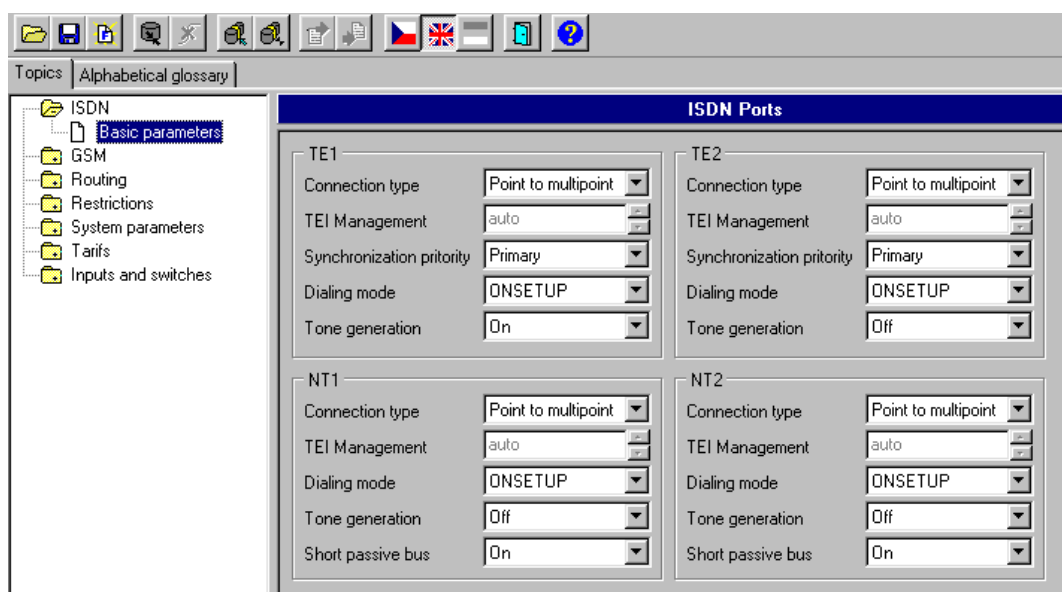 Topics Alphabetical glossary
ISDN
Basic parameters
GSM
Routing
Restrictions
System parameters
Tarifs
Inputs and switches
ISDN Ports
TE1
Connection type Point to multipoint
TEI Management auto
Synchronization pritority Primary
Dialing mode ONSETUP
Tone generation On
TE2
Connection type Point to multipoint
TEI Management auto
Synchronization pritority Primary
Dialing mode ONSETUP
Tone generation Off
NT1
Connection type Point to multipoint
TEI Management auto
Dialing mode ONSETUP
Tone generation Off
Short passive bus On
NT2
Connection type Point to multipoint
TEI Management auto
Dialing mode ONSETUP
Tone generation Off
Short passive bus On